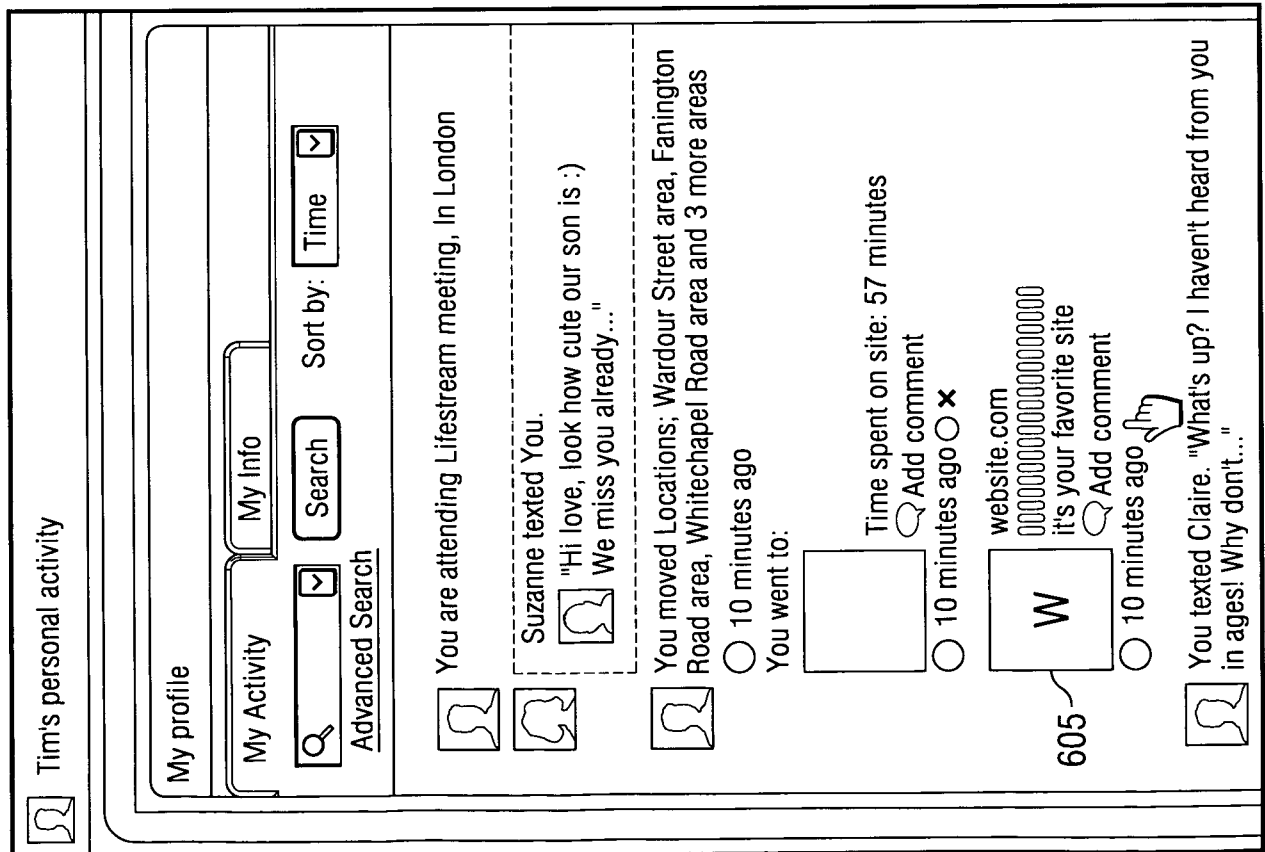 Tim's personal activity
My profile
My Activity
My Info
Search
Sort by:
Time
Advanced Search
You are attending Lifestream meeting, In London
Suzanne texted You.
"Hi love, look how cute our son is :)
We miss you already..."
You moved Locations; Wardour Street area, Fanington
Road area, Whitechapel Road area and 3 more areas
10 minutes ago
You went to:
Time spent on site: 57 minutes
Add comment
10 minutes ago
website.com
it's your favorite site
Add comment
W
10 minutes ago
605
You texted Claire. "What's up? I haven't heard from you
in ages! Why don't..."